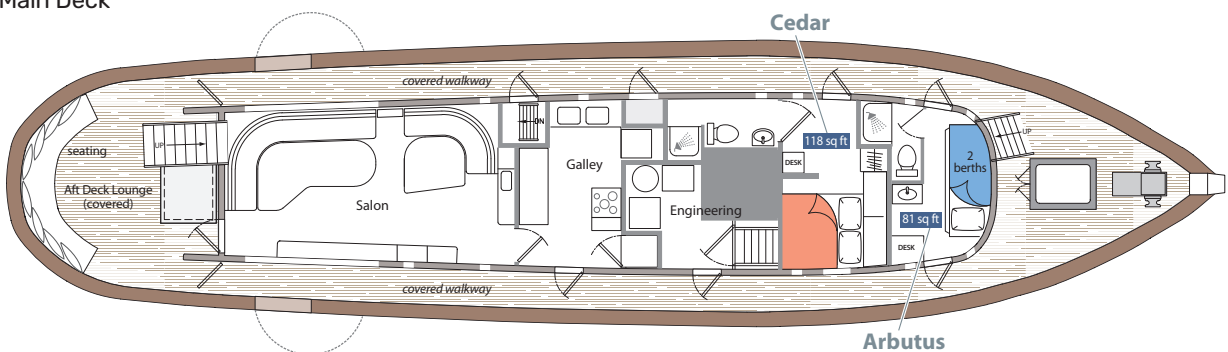 Main Deck
Cedar
covered walkway
118 sq ft
DN
UP
UP
seating
Galley
DESK
2
berths
Aft Deck Lounge
(covered)
Salon
Engineering
81 sq ft
DESK
covered walkway
Arbutus